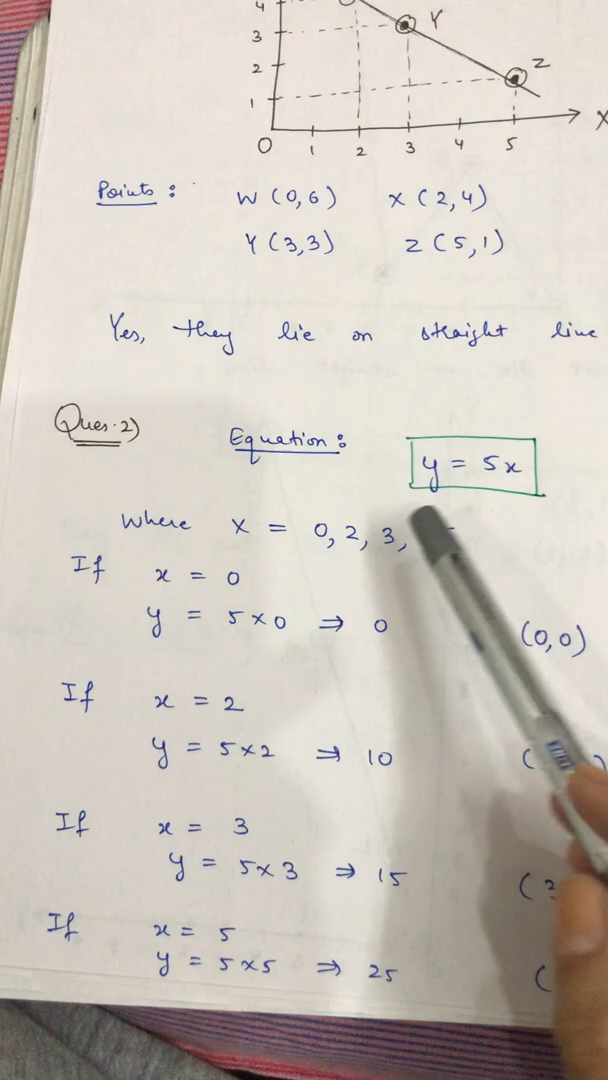 4
3
Y
2
Z
1
O 1 2 3 4 5 X
Points :
W (0,6) X (2,4)
Y (3,3) Z (5,1)
Yes, they lie on straight line
Ques. 2) Equation :
y = 5x
Where x = 0, 2, 3,
If x = 0
y = 5 x 0 ⇒ 0 (0,0)
If x = 2
y = 5 x 2 ⇒ 10 (
If x = 3
y = 5 x 3 ⇒ 15 ( 3
If x = 5
y = 5 x 5 ⇒ 25 (